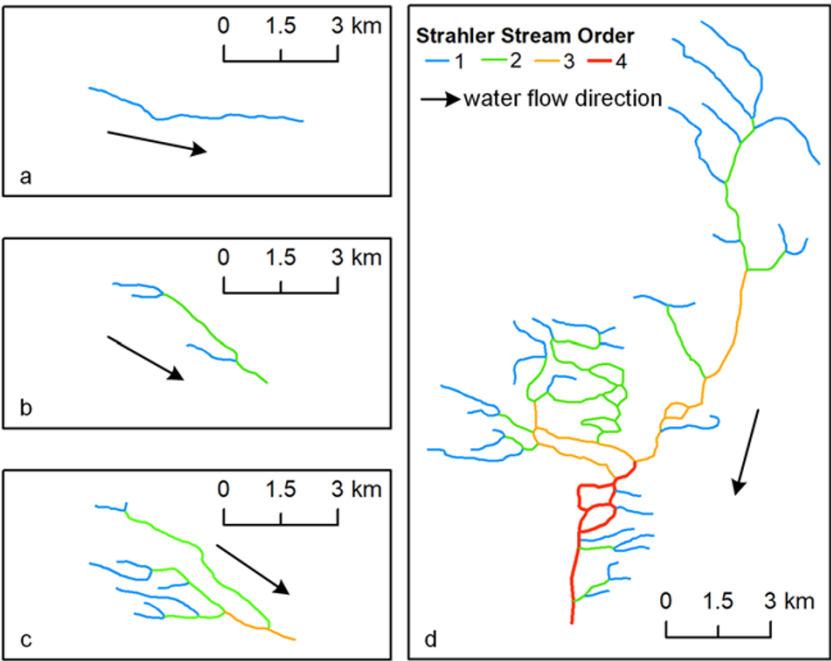 0 1.5 3 km
a
0 1.5 3 km
b
0 1.5 3 km
c
Strahler Stream Order
1 2 3 4
water flow direction
0 1.5 3 km
d